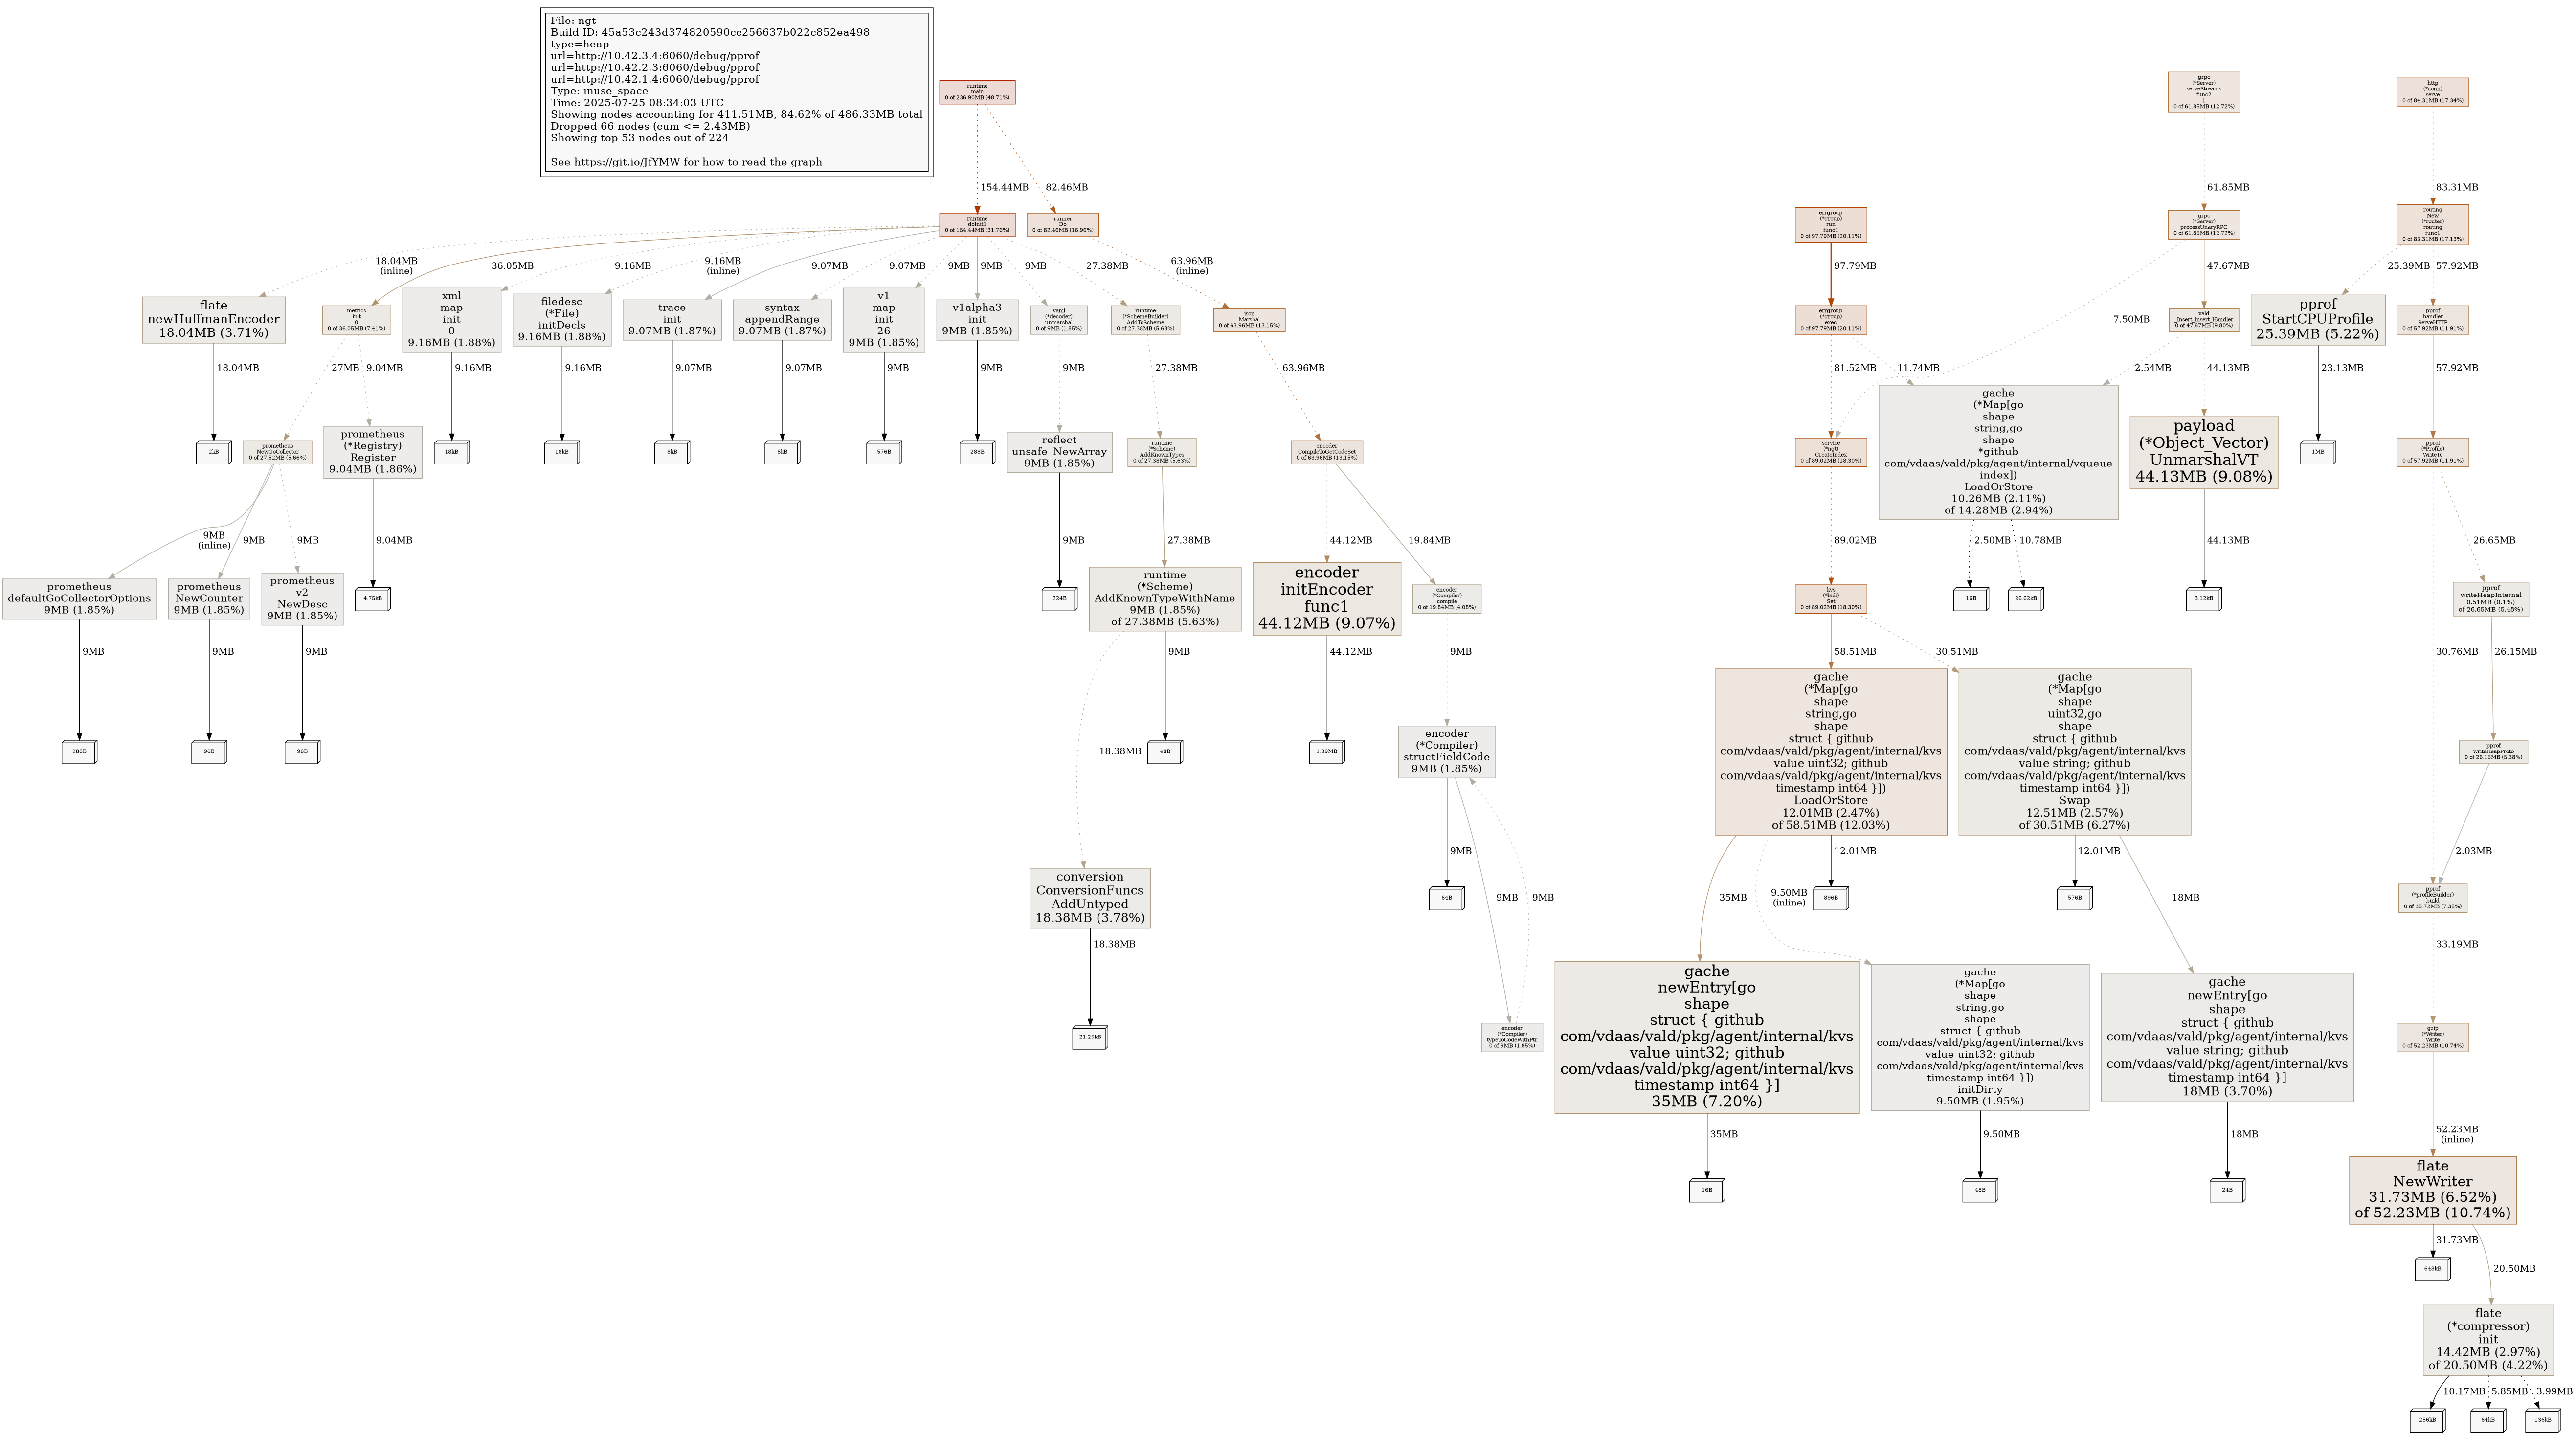 File: ngt
Build ID: 45a53c243d374820590cc256637b022c852ea498
type=heap
url=http://10.42.3.4:6060/debug/pprof
url=http://10.42.2.3:6060/debug/pprof
url=http://10.42.1.4:6060/debug/pprof
Type: inuse_space
Time: 2025-07-25 08:34:03 UTC
Showing nodes accounting for 411.51MB, 84.62% of 486.33MB total
Dropped 66 nodes (cum <= 2.43MB)
Showing top 53 nodes out of 224
See https://git.io/JfYMW for how to read the graph
runtime
main
0 of 236.90MB (48.71%)
grpc
(*Server)
serveStreams
func2
1
0 of 61.85MB (12.72%)
http
(*conn)
serve
0 of 84.31MB (17.34%)
154.44MB
82.46MB
61.85MB
83.31MB
runtime
doInit1
0 of 154.44MB (31.76%)
runner
Do
0 of 82.46MB (16.96%)
errgroup
(*group)
run
func1
0 of 97.79MB (20.11%)
grpc
(*Server)
processUnaryRPC
0 of 61.85MB (12.72%)
routing
New
(*router)
routing
func1
0 of 83.31MB (17.13%)
18.04MB
(inline)
36.05MB
9.16MB
9.16MB
(inline)
9.07MB
9.07MB
9MB
9MB
9MB
27.38MB
63.96MB
(inline)
97.79MB
7.50MB
47.67MB
25.39MB
57.92MB
flate
newHuffmanEncoder
18.04MB (3.71%)
metrics
init
0
0 of 36.05MB (7.41%)
xml
map
init
0
9.16MB (1.88%)
filedesc
(*File)
initDecls
9.16MB (1.88%)
trace
init
9.07MB (1.87%)
syntax
appendRange
9.07MB (1.87%)
v1
map
init
26
9MB (1.85%)
v1alpha3
init
9MB (1.85%)
yaml
(*decoder)
unmarshal
0 of 9MB (1.85%)
runtime
(*SchemeBuilder)
AddToScheme
0 of 27.38MB (5.63%)
json
Marshal
0 of 63.96MB (13.15%)
errgroup
(*group)
exec
0 of 97.79MB (20.11%)
vald
Insert_Insert_Handler
0 of 47.67MB (9.80%)
pprof
StartCPUProfile
25.39MB (5.22%)
pprof
handler
ServeHTTP
0 of 57.92MB (11.91%)
18.04MB
27MB
9.04MB
9.16MB
9.16MB
9.07MB
9.07MB
9MB
9MB
9MB
27.38MB
63.96MB
81.52MB
11.74MB
2.54MB
44.13MB
23.13MB
57.92MB
2kB
prometheus
NewGoCollector
0 of 27.52MB (5.66%)
prometheus
(*Registry)
Register
9.04MB (1.86%)
18kB
18kB
8kB
8kB
576B
288B
reflect
unsafe_NewArray
9MB (1.85%)
runtime
(*Scheme)
AddKnownTypes
0 of 27.38MB (5.63%)
encoder
CompileToGetCodeSet
0 of 63.96MB (13.15%)
service
(*ngt)
CreateIndex
0 of 89.02MB (18.30%)
gache
(*Map[go
shape
string,go
shape
*github
com/vdaas/vald/pkg/agent/internal/vqueue
index])
LoadOrStore
10.26MB (2.11%)
of 14.28MB (2.94%)
payload
(*Object_Vector)
UnmarshalVT
44.13MB (9.08%)
1MB
pprof
(*Profile)
WriteTo
0 of 57.92MB (11.91%)
9MB
(inline)
9MB
9MB
9.04MB
9MB
27.38MB
44.12MB
19.84MB
89.02MB
2.50MB
10.78MB
44.13MB
30.76MB
26.65MB
prometheus
defaultGoCollectorOptions
9MB (1.85%)
prometheus
NewCounter
9MB (1.85%)
prometheus
v2
NewDesc
9MB (1.85%)
4.75kB
224B
runtime
(*Scheme)
AddKnownTypeWithName
9MB (1.85%)
of 27.38MB (5.63%)
encoder
initEncoder
func1
44.12MB (9.07%)
encoder
(*Compiler)
compile
0 of 19.84MB (4.08%)
kvs
(*bidi)
Set
0 of 89.02MB (18.30%)
16B
26.62kB
3.12kB
pprof
writeHeapInternal
0.51MB (0.1%)
of 26.65MB (5.48%)
9MB
9MB
9MB
18.38MB
9MB
44.12MB
9MB
58.51MB
30.51MB
26.15MB
288B
96B
96B
48B
1.09MB
encoder
(*Compiler)
structFieldCode
9MB (1.85%)
gache
(*Map[go
shape
string,go
shape
struct { github
com/vdaas/vald/pkg/agent/internal/kvs
value uint32; github
com/vdaas/vald/pkg/agent/internal/kvs
timestamp int64 }])
LoadOrStore
12.01MB (2.47%)
of 58.51MB (12.03%)
gache
(*Map[go
shape
uint32,go
shape
struct { github
com/vdaas/vald/pkg/agent/internal/kvs
value string; github
com/vdaas/vald/pkg/agent/internal/kvs
timestamp int64 }])
Swap
12.51MB (2.57%)
of 30.51MB (6.27%)
pprof
writeHeapProto
0 of 26.15MB (5.38%)
9MB
9MB
9MB
35MB
9.50MB
(inline)
12.01MB
12.01MB
18MB
2.03MB
conversion
ConversionFuncs
AddUntyped
18.38MB (3.78%)
64B
896B
576B
pprof
(*profileBuilder)
build
0 of 35.72MB (7.35%)
18.38MB
33.19MB
21.25kB
encoder
(*Compiler)
typeToCodeWithPtr
0 of 9MB (1.85%)
gache
newEntry[go
shape
struct { github
com/vdaas/vald/pkg/agent/internal/kvs
value uint32; github
com/vdaas/vald/pkg/agent/internal/kvs
timestamp int64 }]
35MB (7.20%)
gache
(*Map[go
shape
string,go
shape
struct { github
com/vdaas/vald/pkg/agent/internal/kvs
value uint32; github
com/vdaas/vald/pkg/agent/internal/kvs
timestamp int64 }])
initDirty
9.50MB (1.95%)
gache
newEntry[go
shape
struct { github
com/vdaas/vald/pkg/agent/internal/kvs
value string; github
com/vdaas/vald/pkg/agent/internal/kvs
timestamp int64 }]
18MB (3.70%)
gzip
(*Writer)
Write
0 of 52.23MB (10.74%)
35MB
9.50MB
18MB
52.23MB
(inline)
16B
48B
24B
flate
NewWriter
31.73MB (6.52%)
of 52.23MB (10.74%)
31.73MB
20.50MB
648kB
flate
(*compressor)
init
14.42MB (2.97%)
of 20.50MB (4.22%)
10.17MB
5.85MB
3.99MB
256kB
64kB
136kB